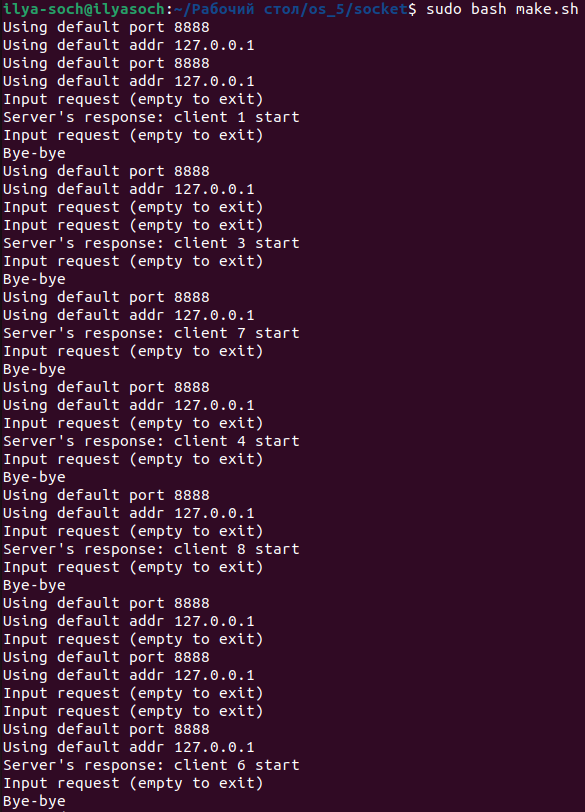 ilya-soch@ilyasoch:~/Рабочий стол/os_5/socket$ sudo bash make.sh
Using default port 8888
Using default addr 127.0.0.1
Using default port 8888
Using default addr 127.0.0.1
Input request (empty to exit)
Server's response: client 1 start
Input request (empty to exit)
Bye-bye
Using default port 8888
Using default addr 127.0.0.1
Input request (empty to exit)
Input request (empty to exit)
Server's response: client 3 start
Input request (empty to exit)
Bye-bye
Using default port 8888
Using default addr 127.0.0.1
Server's response: client 7 start
Input request (empty to exit)
Bye-bye
Using default port 8888
Using default addr 127.0.0.1
Input request (empty to exit)
Server's response: client 4 start
Input request (empty to exit)
Bye-bye
Using default port 8888
Using default addr 127.0.0.1
Input request (empty to exit)
Server's response: client 8 start
Input request (empty to exit)
Bye-bye
Using default port 8888
Using default addr 127.0.0.1
Input request (empty to exit)
Using default port 8888
Using default addr 127.0.0.1
Input request (empty to exit)
Input request (empty to exit)
Using default port 8888
Using default addr 127.0.0.1
Server's response: client 6 start
Input request (empty to exit)
Bye-bye